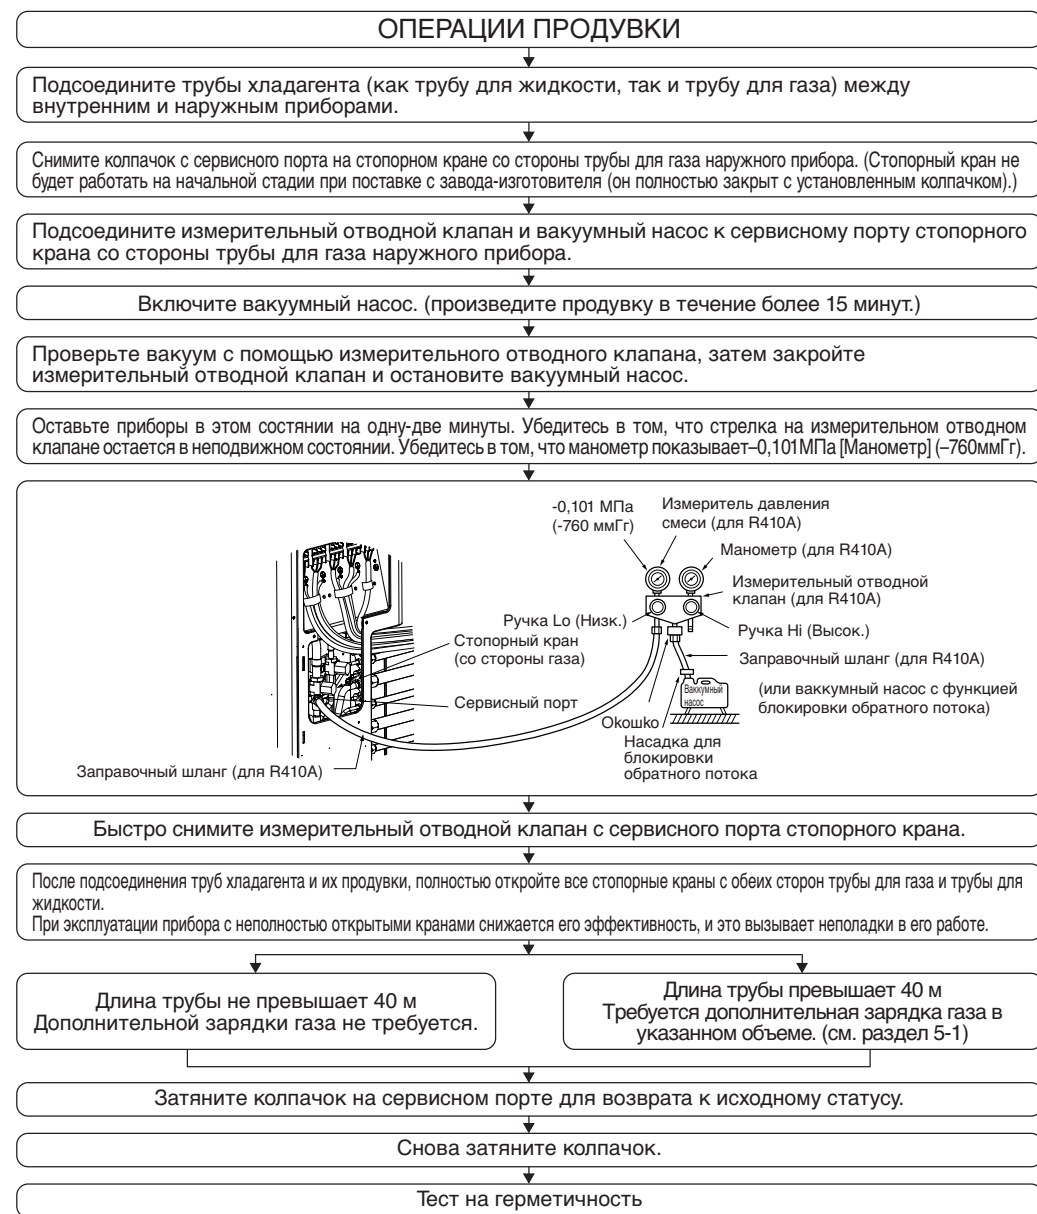 ОПЕРАЦИИ ПРОДУВКИ
Подсоедините трубы хладагента (как трубу для жидкости, так и трубу для газа) между
внутренним и наружным приборами.
Снимите колпачок с сервисного порта на стопорном кране со стороны трубы для газа наружного прибора. (Стопорный кран не
будет работать на начальной стадии при поставке с завода-изготовителя (он полностью закрыт с установленным колпачком).)
Подсоедините измерительный отводной клапан и вакуумный насос к сервисному порту стопорного
крана со стороны трубы для газа наружного прибора.
Включите вакуумный насос. (произведите продувку в течение более 15 минут.)
Проверьте вакуум с помощью измерительного отводного клапана, затем закройте
измерительный отводной клапан и остановите вакуумный насос.
Оставьте приборы в этом состянии на одну-две минуты. Убедитесь в том, что стрелка на измерительном отводном
клапане остается в неподвижном состоянии. Убедитесь в том, что манометр показывает–0,101МПа [Манометр] (–760ммГг).
-0,101 МПа
(-760 ммГг)
Измеритель давления
смеси (для R410A)
Манометр (для R410A)
Измерительный отводной
клапан (для R410A)
Ручка Lo (Низк.)
Ручка Hi (Высок.)
Стопорный кран
(со стороны газа)
Заправочный шланг (для R410A)
Сервисный порт
Ваккумный
насос
(или ваккумный насос с функцией
блокировки обратного потока)
Окошко
Насадка для
блокировки
обратного потока
Заправочный шланг (для R410A)
Быстро снимите измерительный отводной клапан с сервисного порта стопорного крана.
После подсоединения труб хладагента и их продувки, полностью откройте все стопорные краны с обеих сторон трубы для газа и трубы для
жидкости.
При эксплуатации прибора с неполностью открытыми кранами снижается его эффективность, и это вызывает неполадки в его работе.
Длина трубы не превышает 40 м
Дополнительной зарядки газа не требуется.
Длина трубы превышает 40 м
Требуется дополнительная зарядка газа в
указанном объеме. (см. раздел 5-1)
Затяните колпачок на сервисном порте для возврата к исходному статусу.
Снова затяните колпачок.
Тест на герметичность